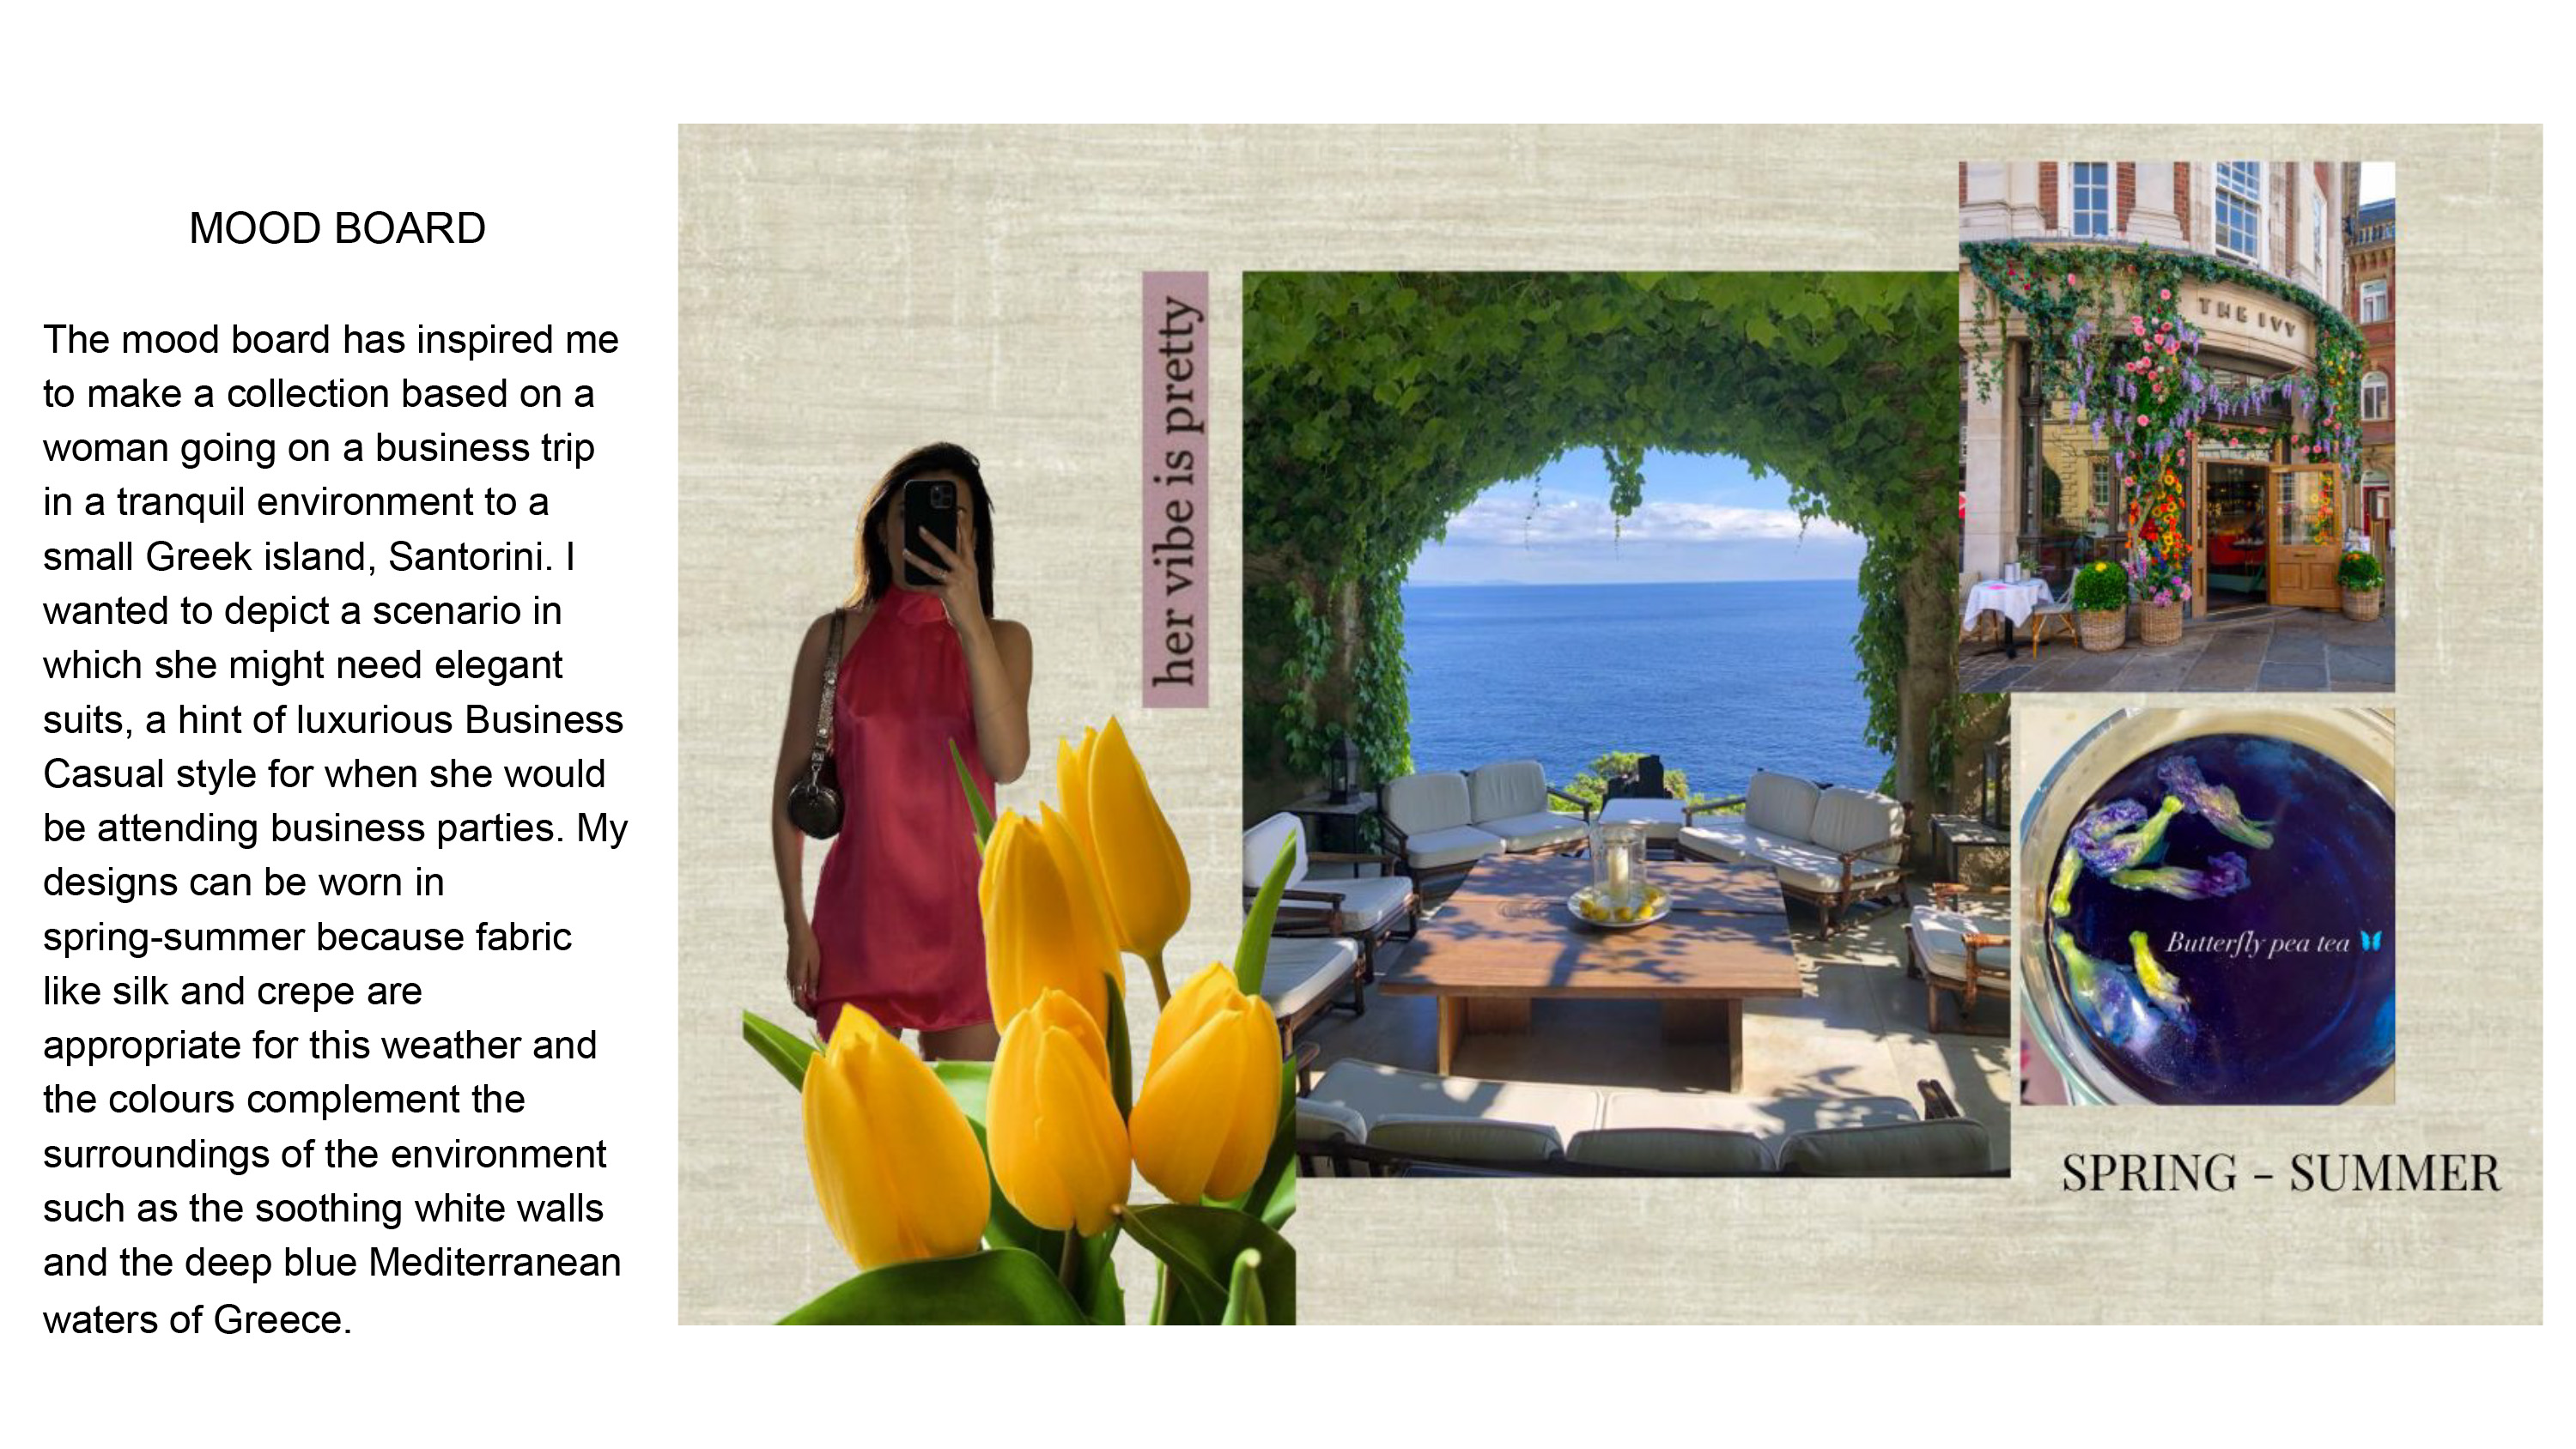 MOOD BOARD
The mood board has inspired me
to make a collection based on a
woman going on a business trip
in a tranquil environment to a
small Greek island, Santorini. I
wanted to depict a scenario in
which she might need elegant
suits, a hint of luxurious Business
Casual style for when she would
be attending business parties. My
designs can be worn in
spring-summer because fabric
like silk and crepe are
appropriate for this weather and
the colours complement the
surroundings of the environment
such as the soothing white walls
and the deep blue Mediterranean
waters of Greece.
her vibe is pretty
THE IVY
Butterfly pea tea 🦋
SPRING - SUMMER